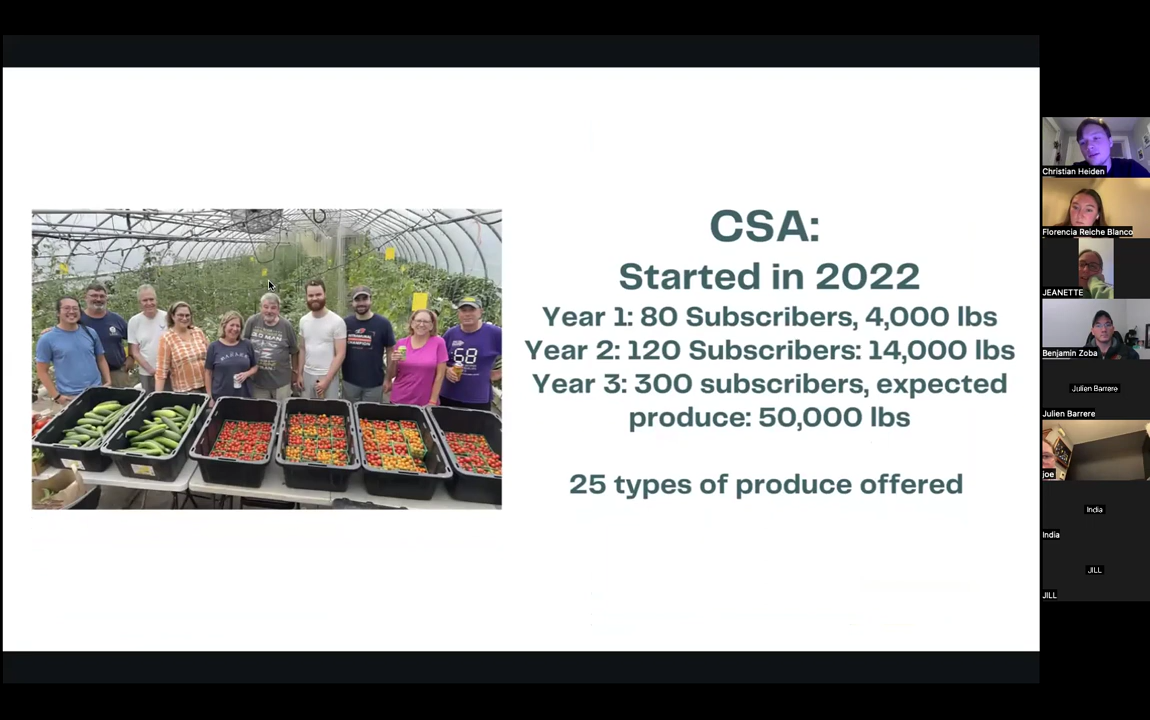 CSA:
Started in 2022
Year 1: 80 Subscribers, 4,000 lbs
Year 2: 120 Subscribers: 14,000 lbs
Year 3: 300 subscribers, expected
produce: 50,000 lbs
25 types of produce offered
68
Christian Heiden
Florencia Reiche Blanco
JEANETTE
Benjamin Zoba
Julien Barrere
Julien Barrere
joe
India
India
JILL
JILL